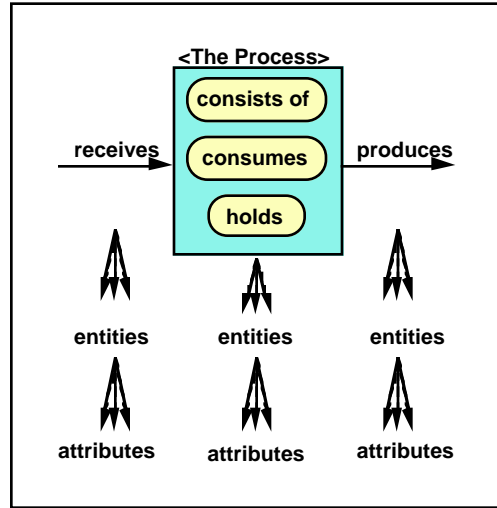 <The Process>
consists of
receives
consumes
produces
holds
entities
entities
entities
attributes
attributes
attributes